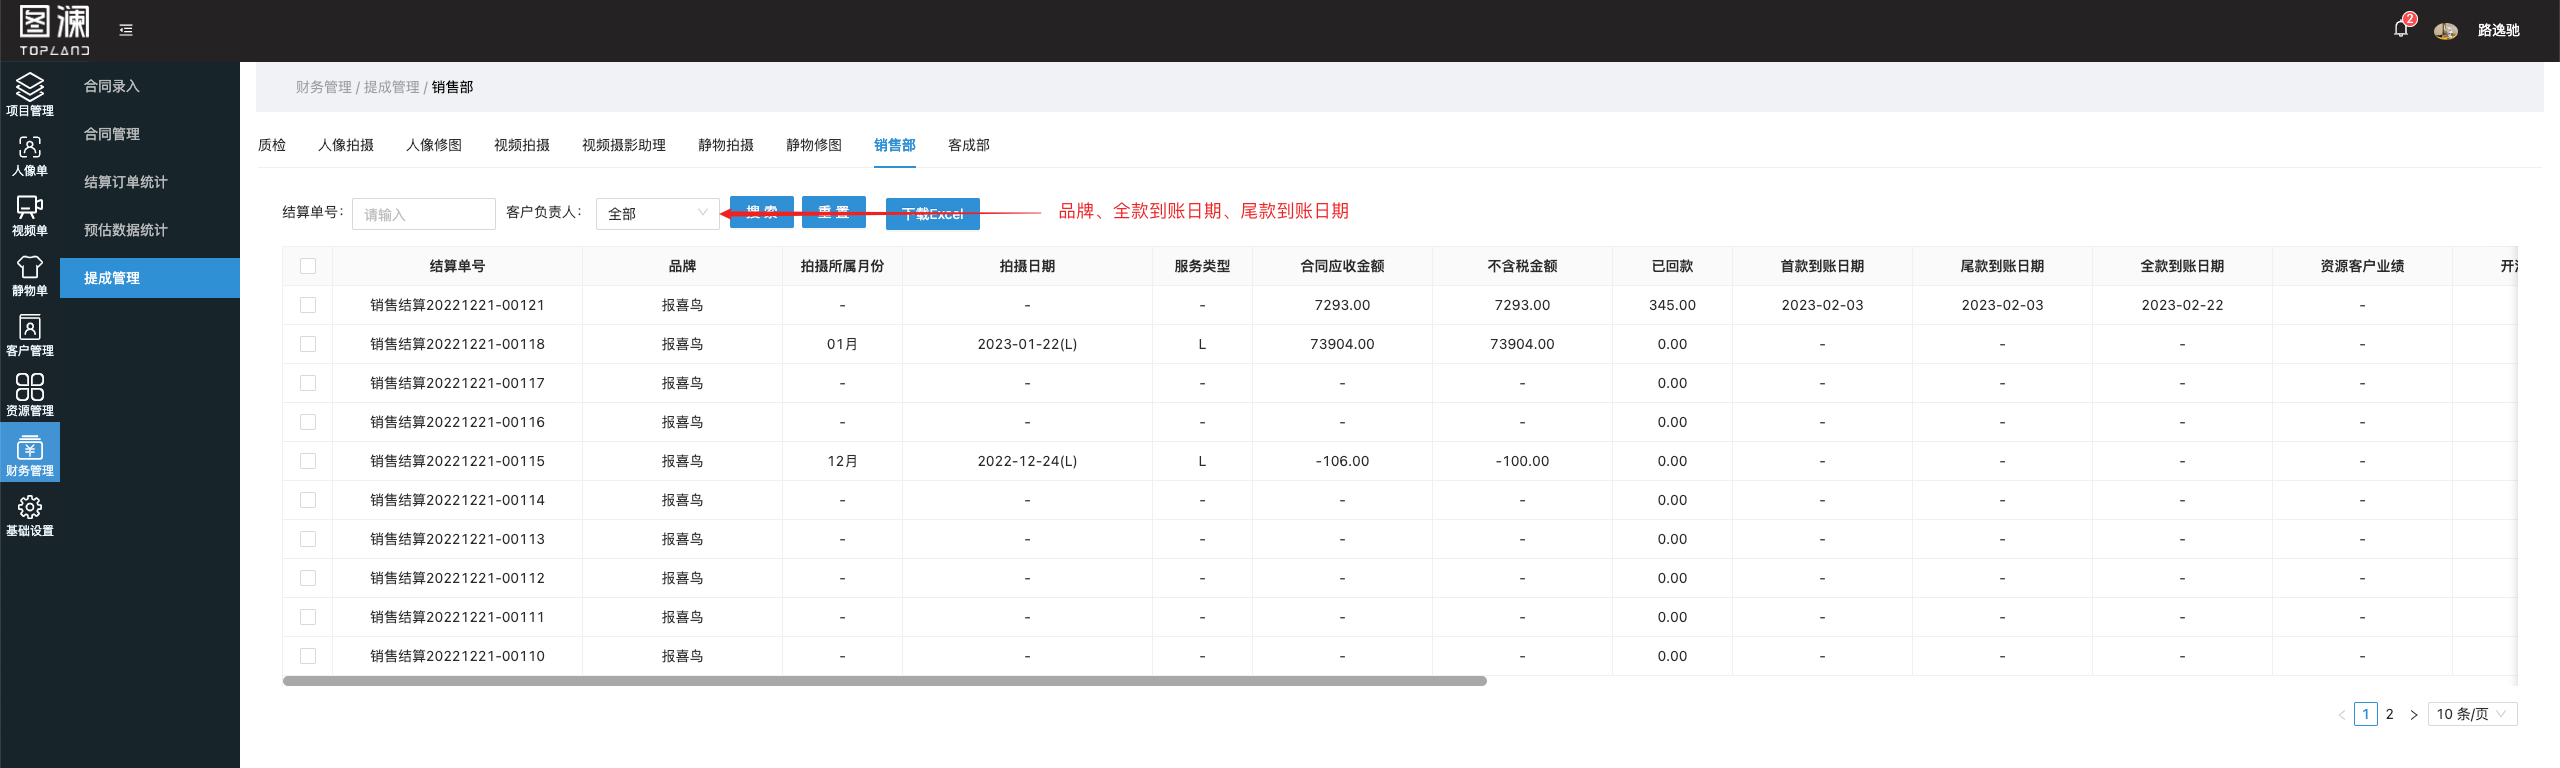 图澜
TOPLAND
2
路逸驰
项目管理
人像单
视频单
静物单
客户管理
资源管理
财务管理
基础设置
合同录入
合同管理
结算订单统计
预估数据统计
提成管理
财务管理 / 提成管理 / 销售部
质检 人像拍摄 人像修图 视频拍摄 视频摄影助理 静物拍摄 静物修图 销售部 客成部
结算单号: 请输入 客户负责人: 全部 搜 索 重 置 下载Excel 品牌、全款到账日期、尾款到账日期
结算单号 品牌 拍摄所属月份 拍摄日期 服务类型 合同应收金额 不含税金额 已回款 首款到账日期 尾款到账日期 全款到账日期 资源客户业绩
销售结算20221221-00121 报喜鸟 - - - 7293.00 7293.00 345.00 2023-02-03 2023-02-03 2023-02-22 -
销售结算20221221-00118 报喜鸟 01月 2023-01-22(L) L 73904.00 73904.00 0.00 - - - -
销售结算20221221-00117 报喜鸟 - - - - - 0.00 - - - -
销售结算20221221-00116 报喜鸟 - - - - - 0.00 - - - -
销售结算20221221-00115 报喜鸟 12月 2022-12-24(L) L -106.00 -100.00 0.00 - - - -
销售结算20221221-00114 报喜鸟 - - - - - 0.00 - - - -
销售结算20221221-00113 报喜鸟 - - - - - 0.00 - - - -
销售结算20221221-00112 报喜鸟 - - - - - 0.00 - - - -
销售结算20221221-00111 报喜鸟 - - - - - 0.00 - - - -
销售结算20221221-00110 报喜鸟 - - - - - 0.00 - - - -
< 1 2 > 10 条/页